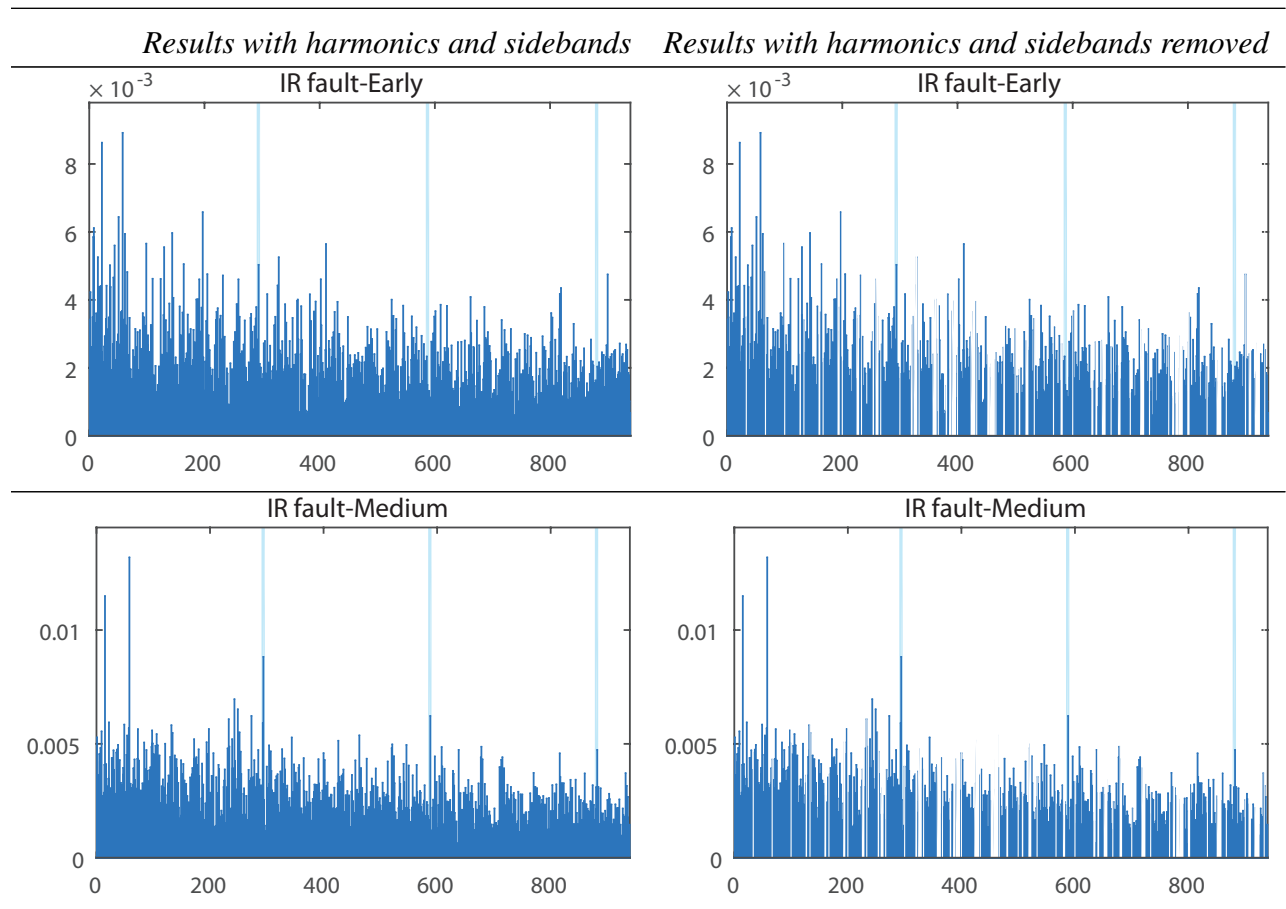 Results with harmonics and sidebands Results with harmonics and sidebands removed
× 10⁻³ IR fault-Early × 10⁻³ IR fault-Early
8 8
6 6
4 4
2 2
0 0
0 200 400 600 800 0 200 400 600 800
IR fault-Medium IR fault-Medium
0.01 0.01
0.005 0.005
0 0
0 200 400 600 800 0 200 400 600 800